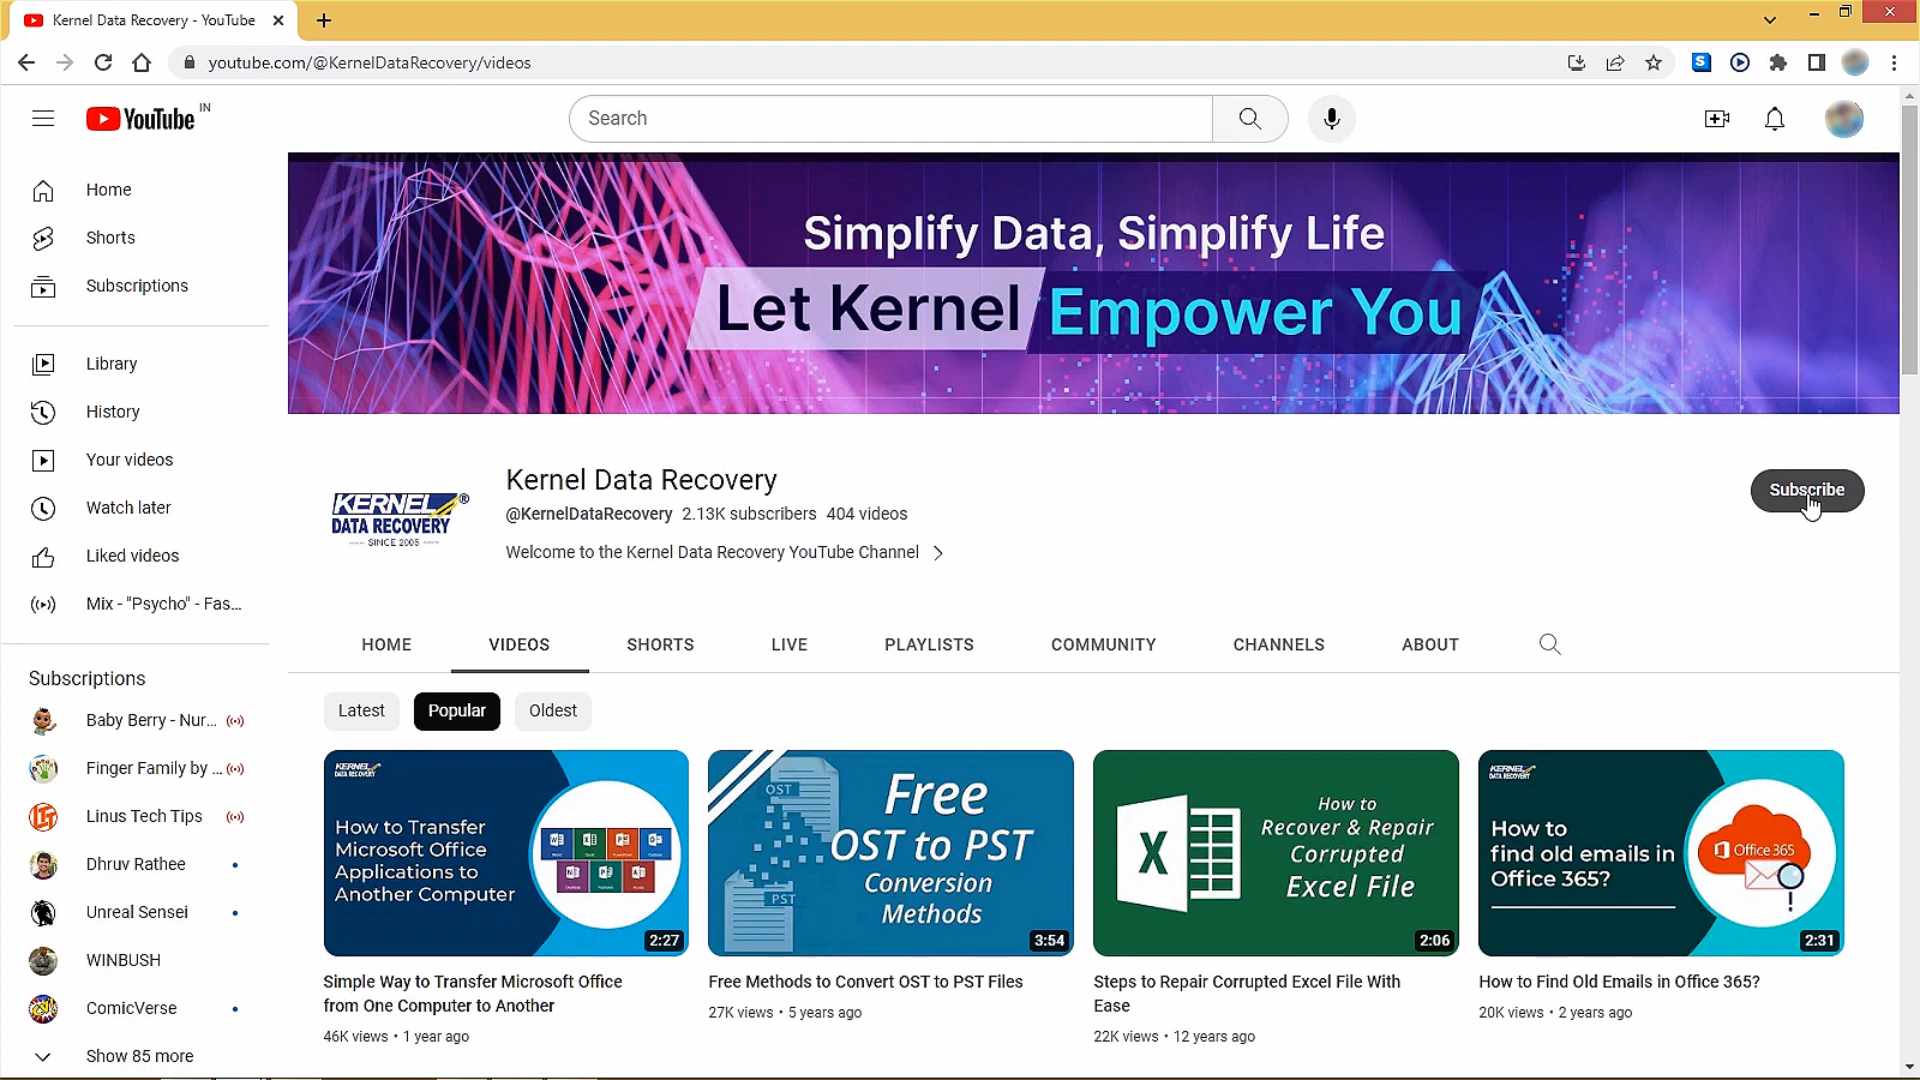 Kernel Data Recovery - YouTube
youtube.com/@KernelDataRecovery/videos
YouTube IN
Search
Home
Shorts
Subscriptions
Library
History
Your videos
Watch later
Liked videos
Mix - "Psycho" - Fas...
Subscriptions
Baby Berry - Nur...
Finger Family by ...
Linus Tech Tips
Dhruv Rathee
Unreal Sensei
WINBUSH
ComicVerse
Show 85 more
Simplify Data, Simplify Life
Let Kernel Empower You
KERNEL®
DATA RECOVERY
SINCE 2005
Kernel Data Recovery
@KernelDataRecovery 2.13K subscribers 404 videos
Welcome to the Kernel Data Recovery YouTube Channel
Subscribe
HOME VIDEOS SHORTS LIVE PLAYLISTS COMMUNITY CHANNELS ABOUT
Latest Popular Oldest
KERNEL
DATA RECOVERY
How to Transfer
Microsoft Office
Applications to
Another Computer
2:27
Simple Way to Transfer Microsoft Office
from One Computer to Another
46K views • 1 year ago
OST
PST
Free
OST to PST
Conversion
Methods
3:54
Free Methods to Convert OST to PST Files
27K views • 5 years ago
X
How to
Recover & Repair
Corrupted
Excel File
2:06
Steps to Repair Corrupted Excel File With
Ease
22K views • 12 years ago
KERNEL
DATA RECOVERY
How to
find old emails in
Office 365?
Office 365
2:31
How to Find Old Emails in Office 365?
20K views • 2 years ago